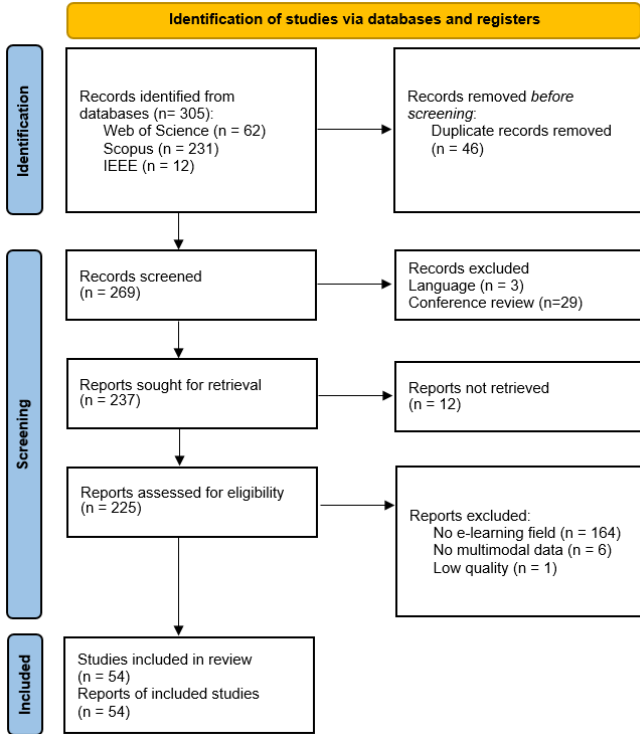 Identification of studies via databases and registers
Identification
Records identified from
databases (n= 305):
Web of Science (n = 62)
Scopus (n = 231)
IEEE (n = 12)
Records removed before
screening:
Duplicate records removed
(n = 46)
Screening
Records screened
(n = 269)
Records excluded
Language (n = 3)
Conference review (n=29)
Reports sought for retrieval
(n = 237)
Reports not retrieved
(n = 12)
Reports assessed for eligibility
(n = 225)
Reports excluded:
No e-learning field (n = 164)
No multimodal data (n = 6)
Low quality (n = 1)
Included
Studies included in review
(n = 54)
Reports of included studies
(n = 54)